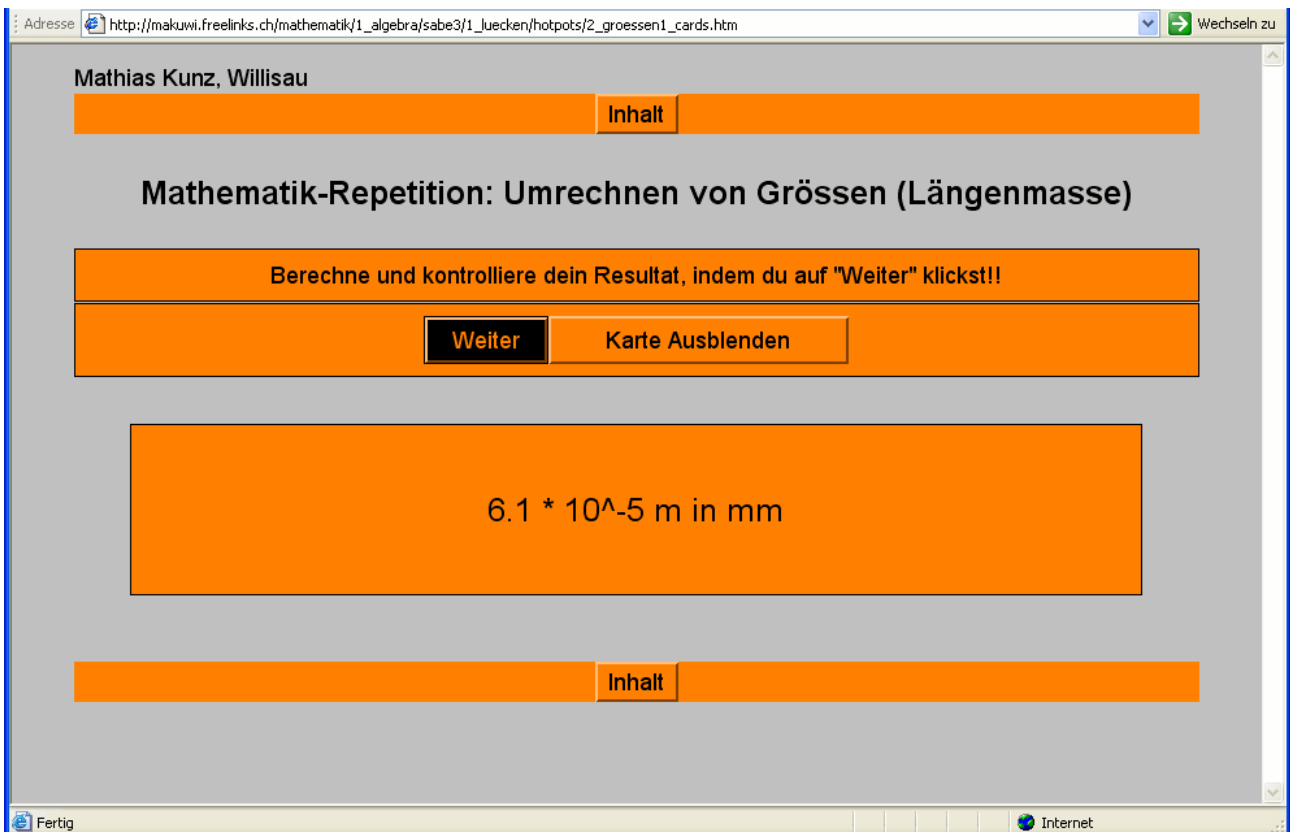 Adresse http://makuwi.freelinks.ch/mathematik/1_algebra/sabe3/1_luecken/hotpots/2_groessen1_cards.htm Wechseln zu
Mathias Kunz, Willisau
Inhalt
Mathematik-Repetition: Umrechnen von Grössen (Längenmasse)
Berechne und kontrolliere dein Resultat, indem du auf "Weiter" klickst!!
Weiter Karte Ausblenden
6.1 * 10^-5 m in mm
Inhalt
Fertig Internet